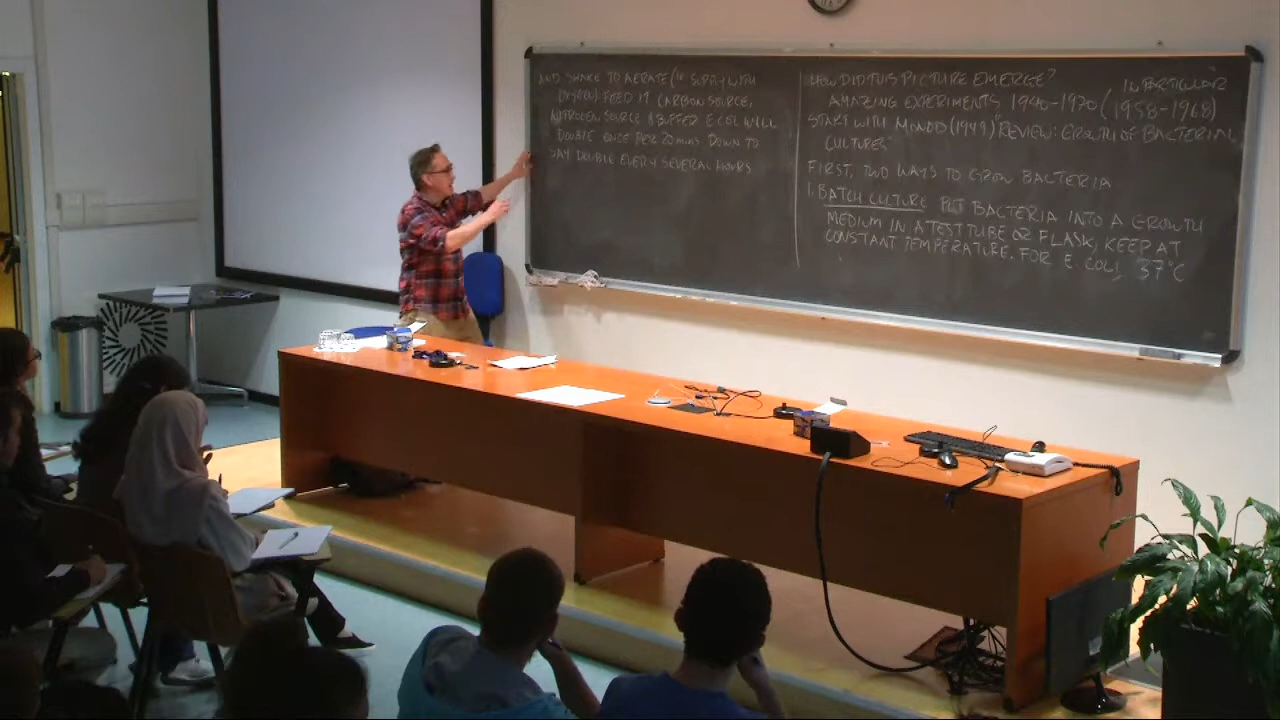 AND SHAKE TO AERATE (IE SUPPLY WITH
OXYGEN) FEED IT CARBON SOURCE,
NITROGEN SOURCE & BUFFER E COLI WILL
DOUBLE ONCE PER 20 MINS DOWN TO
SAY DOUBLE EVERY SEVERAL HOURS
HOW DID THIS PICTURE EMERGE?
IN PARTICULAR
AMAZING EXPERIMENTS 1940-1970 (1958-1968)
START WITH MONOD (1949) REVIEW: GROWTH OF BACTERIAL
CULTURES"
FIRST, TWO WAYS TO GROW BACTERIA
1. BATCH CULTURE PUT BACTERIA INTO A GROWTH
MEDIUM IN A TEST TUBE OR FLASK, KEEP AT
CONSTANT TEMPERATURE. FOR E COLI, 37°C